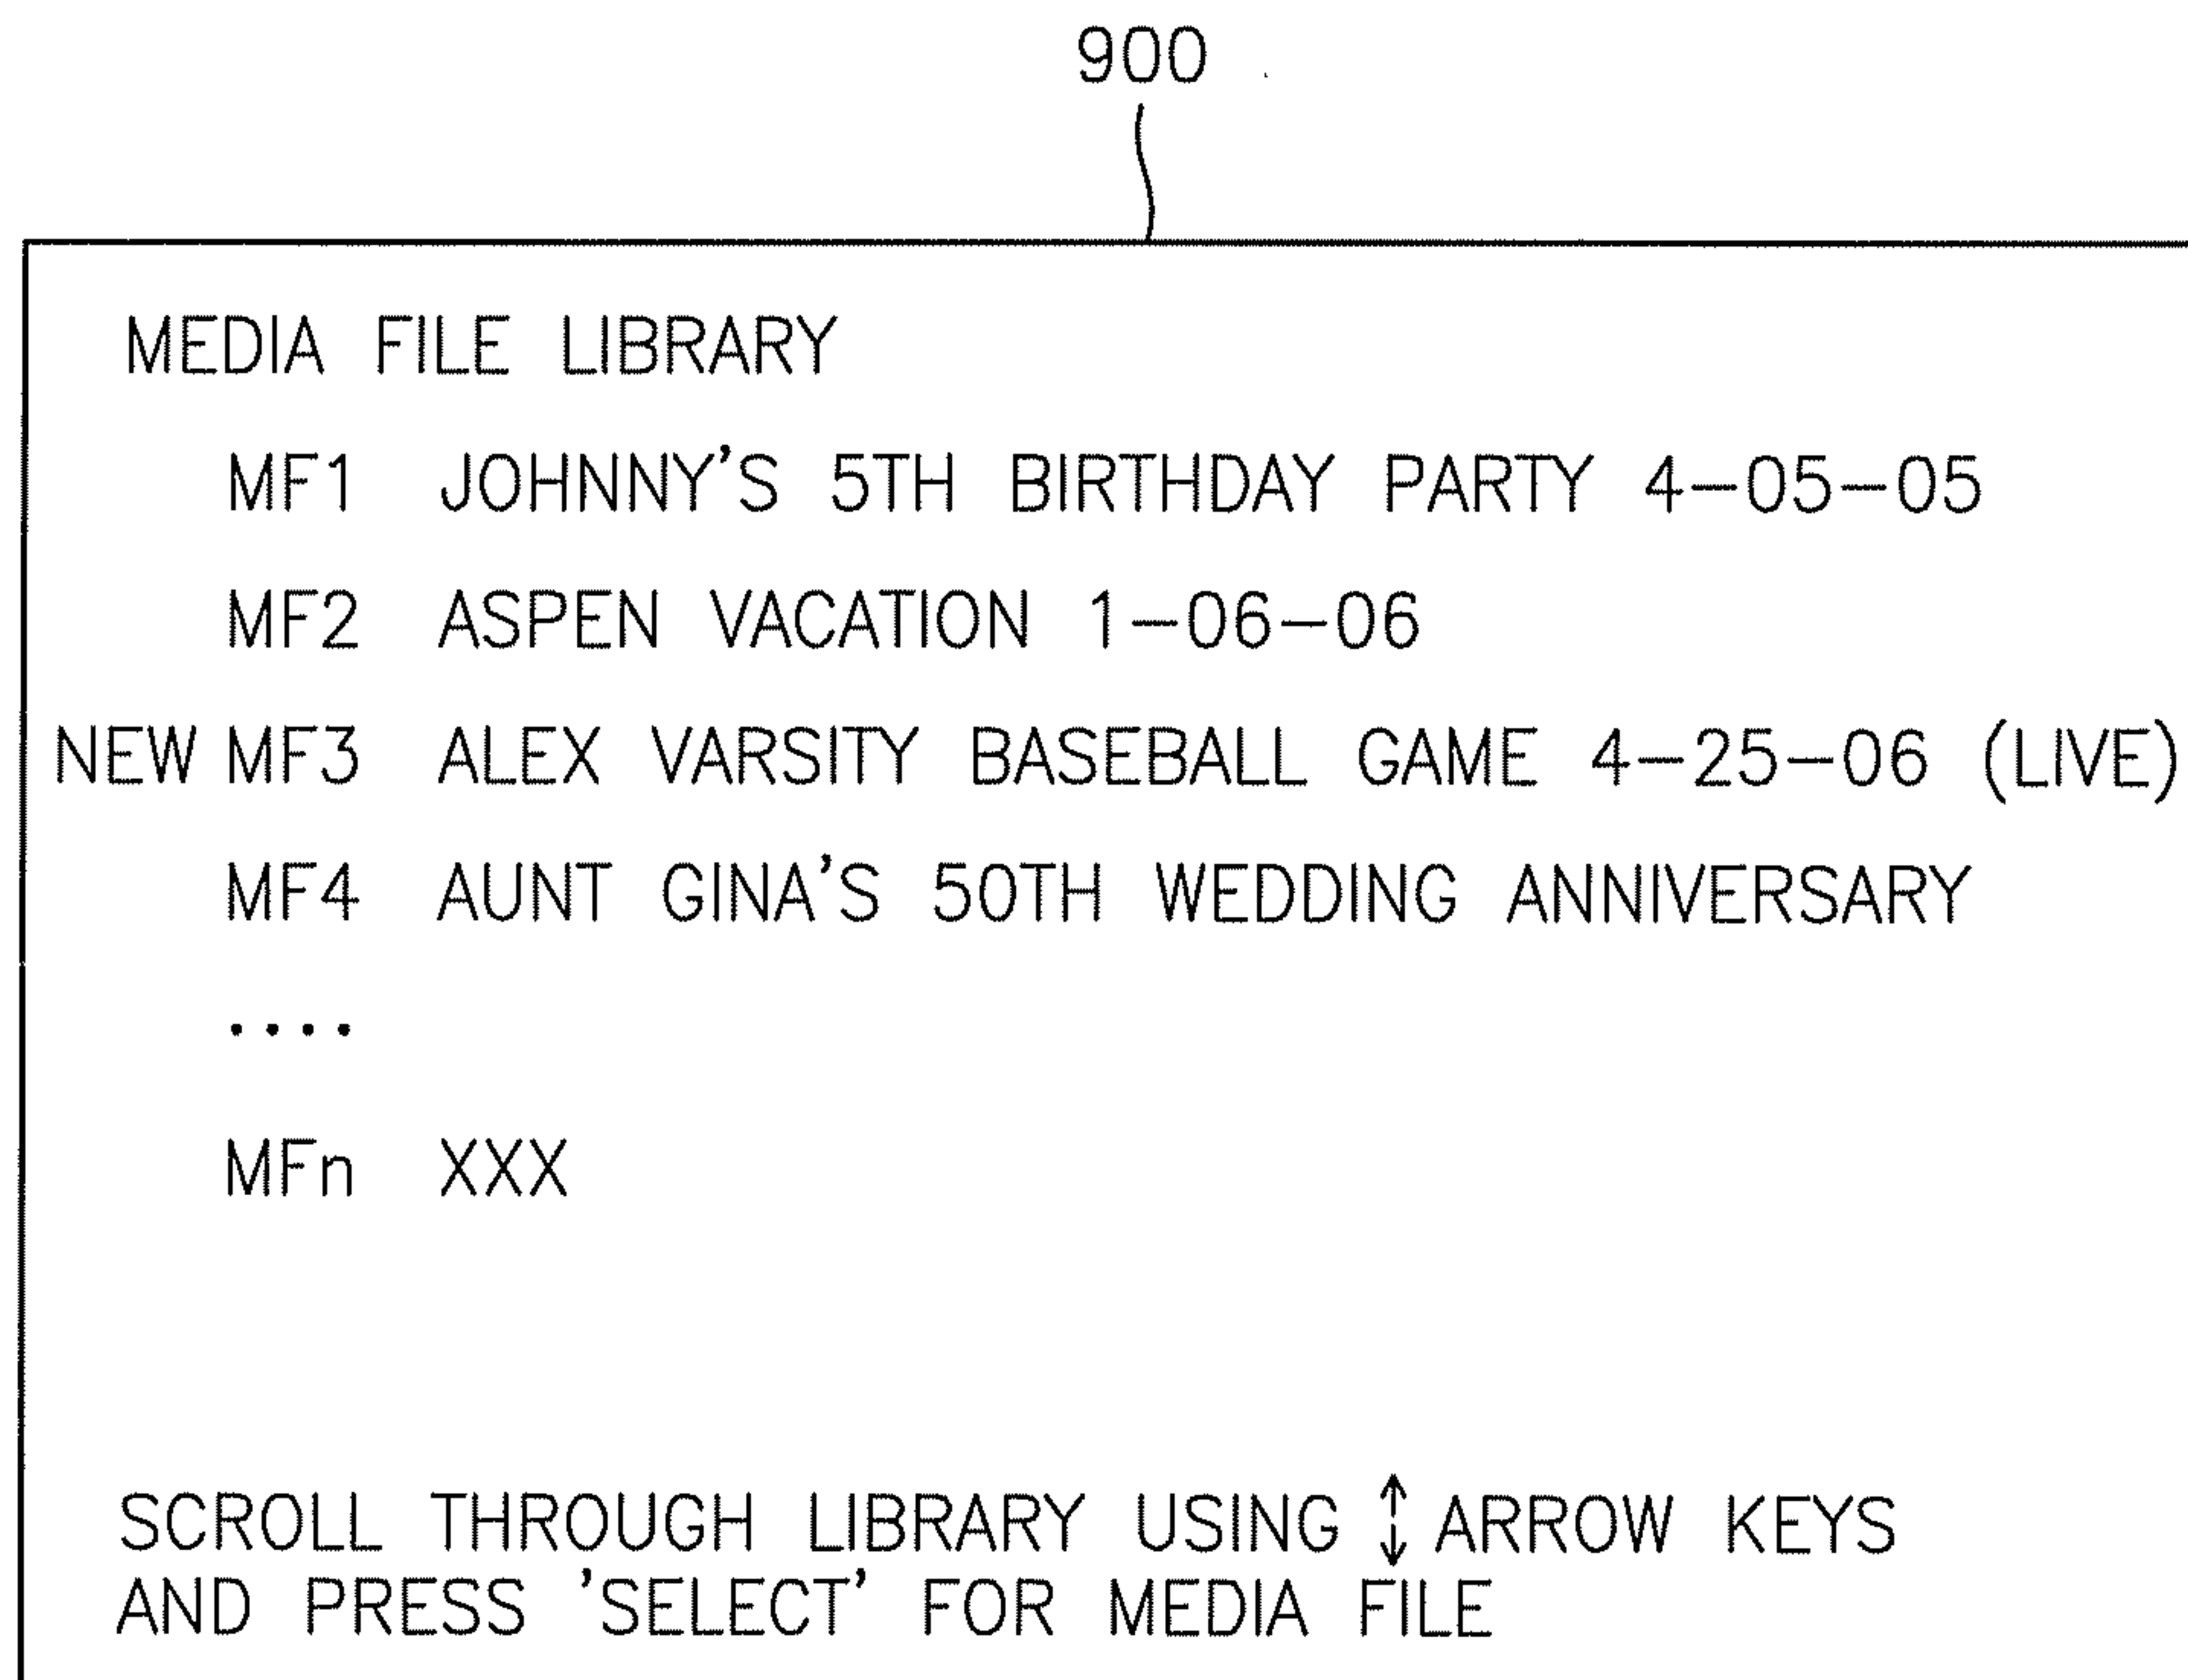 900
MEDIA FILE LIBRARY
MF1 JOHNNY'S 5TH BIRTHDAY PARTY 4-05-05
MF2 ASPEN VACATION 1-06-06
NEW MF3 ALEX VARSITY BASEBALL GAME 4-25-06 (LIVE)
MF4 AUNT GINA'S 50TH WEDDING ANNIVERSARY
....
MFn XXX
SCROLL THROUGH LIBRARY USING ↕ ARROW KEYS
AND PRESS 'SELECT' FOR MEDIA FILE